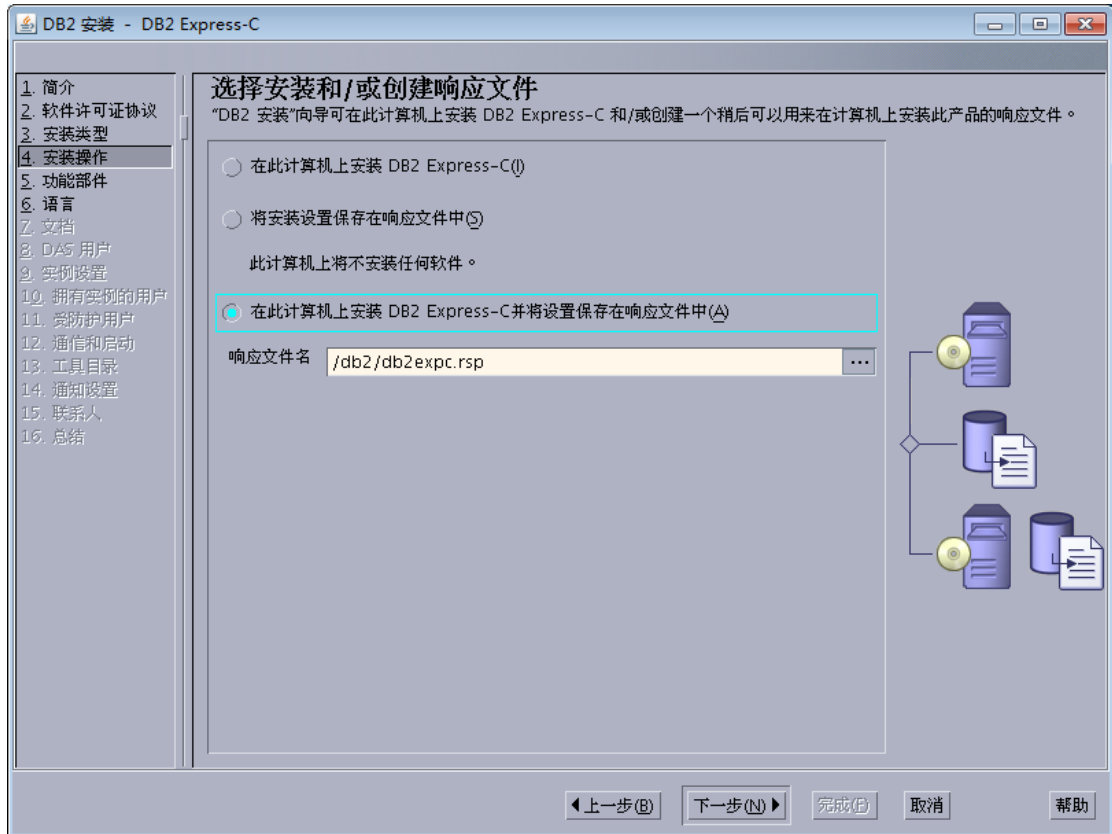 DB2 安装 - DB2 Express-C
1. 简介
2. 软件许可证协议
3. 安装类型
4. 安装操作
5. 功能部件
6. 语言
7. 文档
8. DAS 用户
9. 实例设置
10. 拥有实例的用户
11. 受防护用户
12. 通信和启动
13. 工具目录
14. 通知设置
15. 联系人
16. 总结
选择安装和/或创建响应文件
“DB2 安装”向导可在此计算机上安装 DB2 Express-C 和/或创建一个稍后可以用来在计算机上安装此产品的响应文件。
在此计算机上安装 DB2 Express-C(I)
将安装设置保存在响应文件中(S)
此计算机上将不安装任何软件。
在此计算机上安装 DB2 Express-C并将设置保存在响应文件中(A)
响应文件名 /db2/db2expc.rsp ...
上一步(B) 下一步(N) 完成(F) 取消 帮助